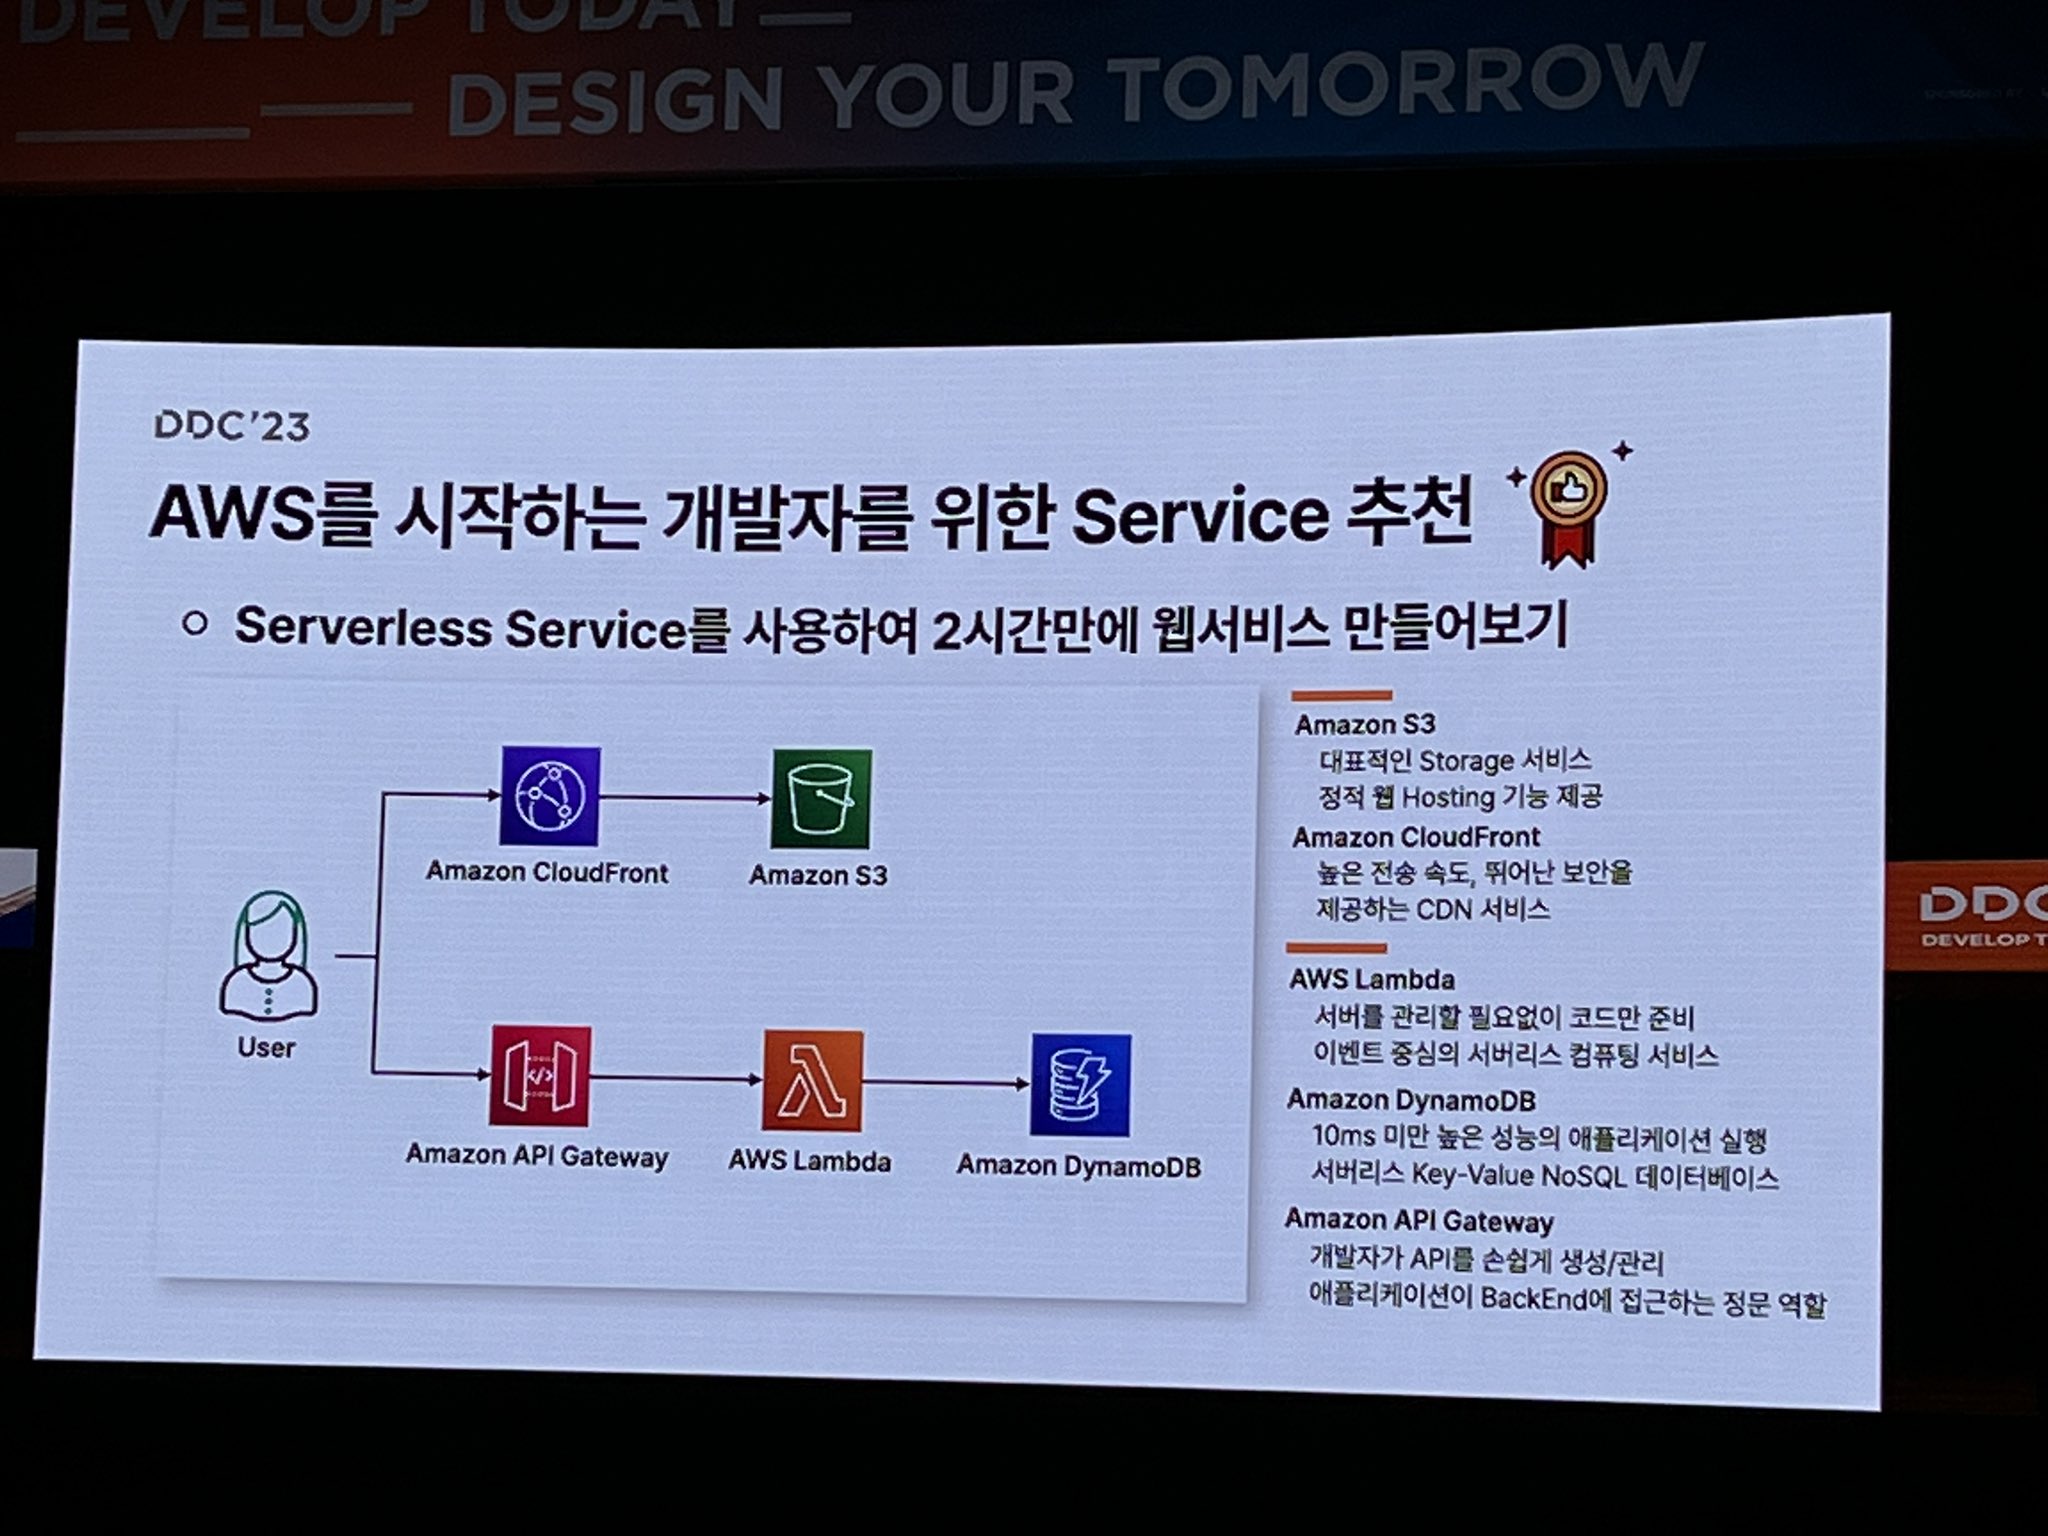 DEVELOP TODAY
DESIGN YOUR TOMORROW
DDC'23
AWS를 시작하는 개발자를 위한 Service 추천
Serverless Service를 사용하여 2시간만에 웹서비스 만들어보기
Amazon CloudFront
Amazon S3
User
Amazon API Gateway
AWS Lambda
Amazon DynamoDB
Amazon S3
대표적인 Storage 서비스
정적 웹 Hosting 기능 제공
Amazon CloudFront
높은 전송 속도, 뛰어난 보안을
제공하는 CDN 서비스
AWS Lambda
서버를 관리할 필요없이 코드만 준비
이벤트 중심의 서버리스 컴퓨팅 서비스
Amazon DynamoDB
10ms 미만 높은 성능의 애플리케이션 실행
서버리스 Key-Value NoSQL 데이터베이스
Amazon API Gateway
개발자가 API를 손쉽게 생성/관리
애플리케이션이 BackEnd에 접근하는 정문 역할
DDC
DEVELOP T